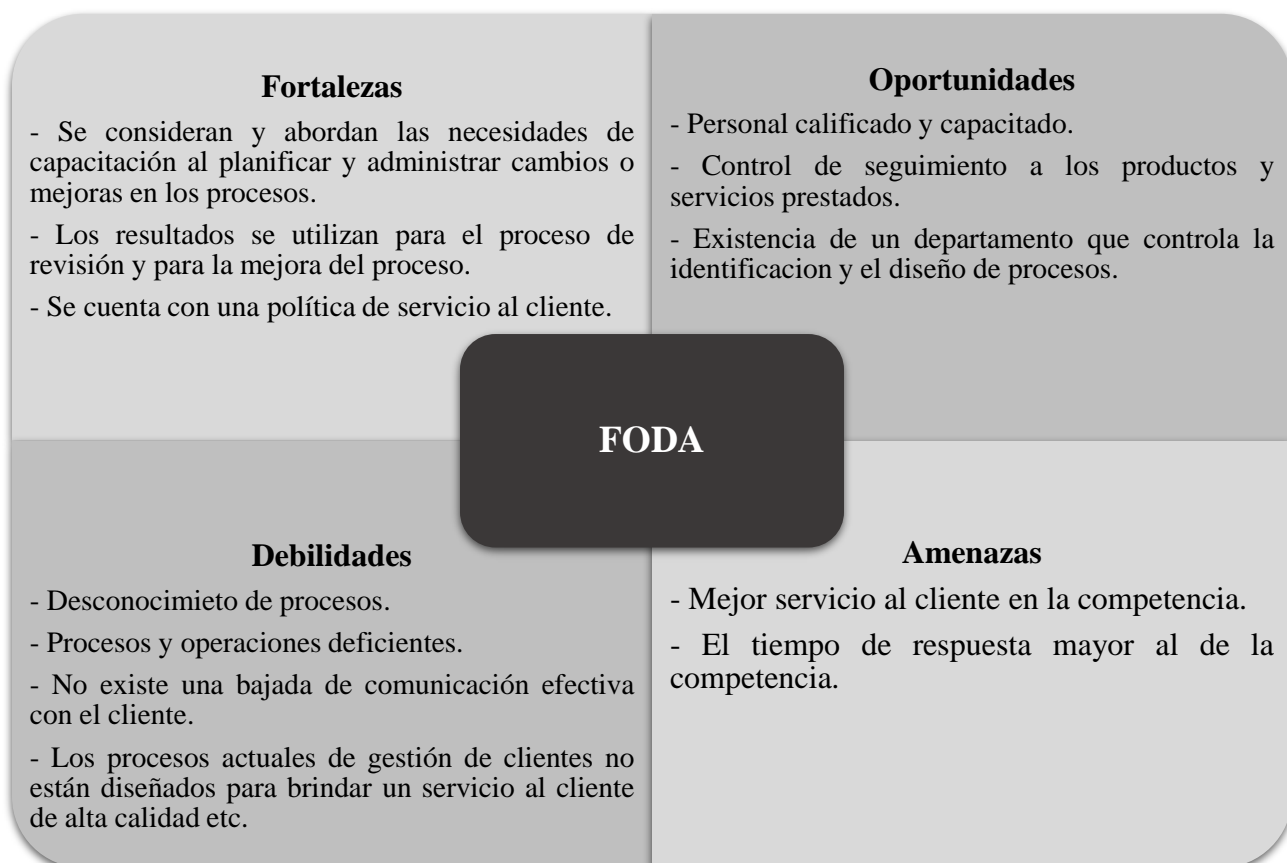 Fortalezas
- Se consideran y abordan las necesidades de
capacitación al planificar y administrar cambios o
mejoras en los procesos.
- Los resultados se utilizan para el proceso de
revisión y para la mejora del proceso.
- Se cuenta con una política de servicio al cliente.
Oportunidades
- Personal calificado y capacitado.
- Control de seguimiento a los productos y
servicios prestados.
- Existencia de un departamento que controla la
identificacion y el diseño de procesos.
FODA
Debilidades
- Desconocimieto de procesos.
- Procesos y operaciones deficientes.
- No existe una bajada de comunicación efectiva
con el cliente.
- Los procesos actuales de gestión de clientes no
están diseñados para brindar un servicio al cliente
de alta calidad etc.
Amenazas
- Mejor servicio al cliente en la competencia.
- El tiempo de respuesta mayor al de la
competencia.